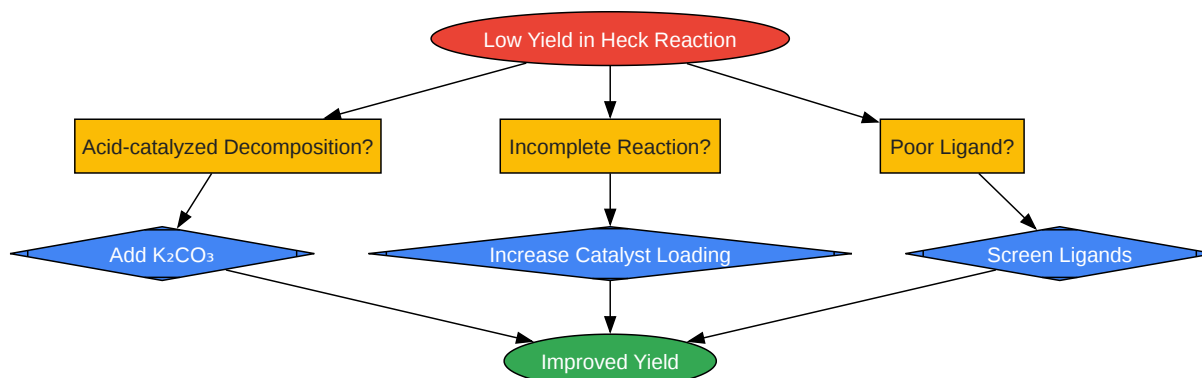 Low Yield in Heck Reaction
Acid-catalyzed Decomposition?
Incomplete Reaction?
Poor Ligand?
Add K₂CO₃
Increase Catalyst Loading
Screen Ligands
Improved Yield